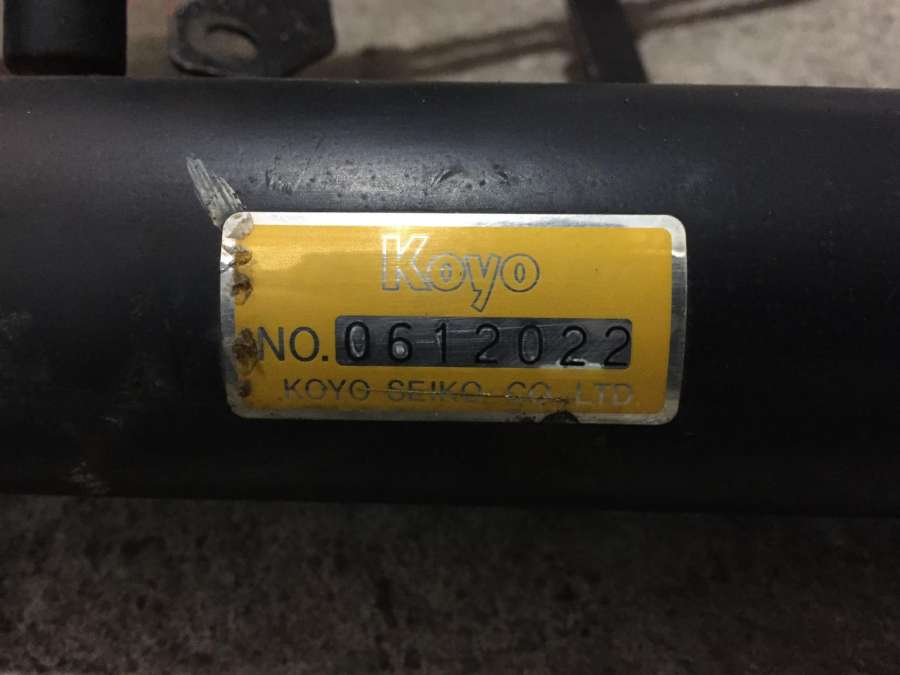 Koyo
NO. 0612022
KOYO SEIKO CO. LTD.